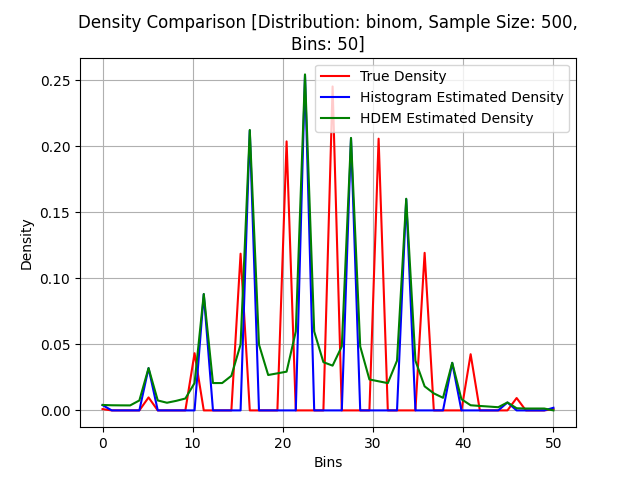 Density Comparison [Distribution: binom, Sample Size: 500,
Bins: 50]
True Density
Histogram Estimated Density
HDEM Estimated Density
Density
0.25
0.20
0.15
0.10
0.05
0.00
0 10 20 30 40 50
Bins